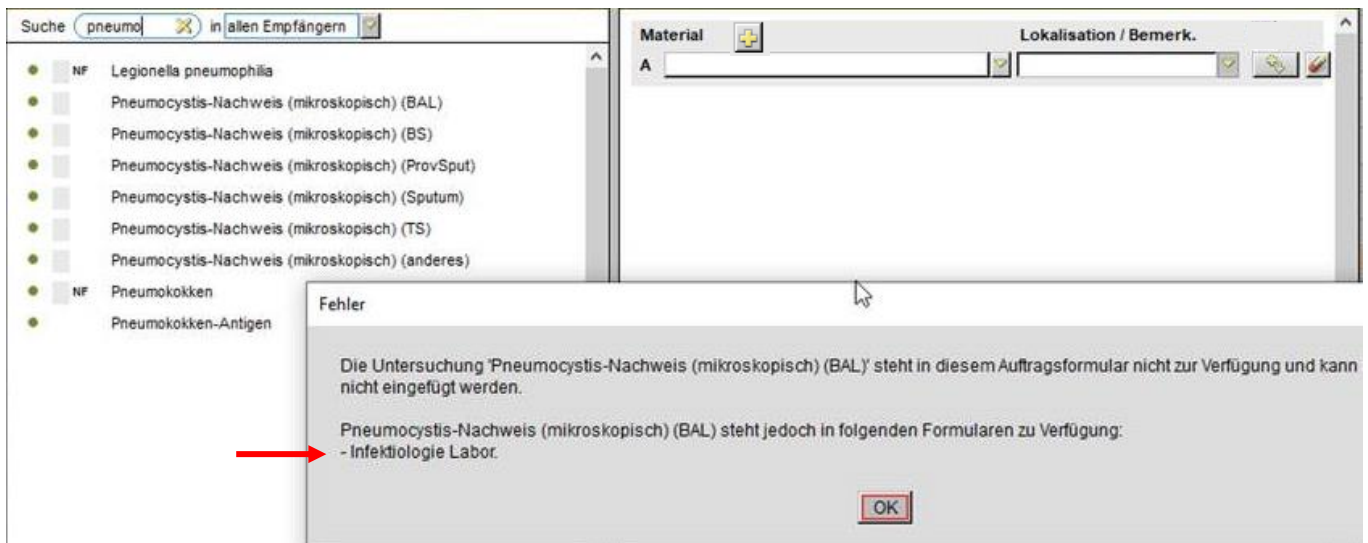 Suche pneumo in allen Empfängern
NF Legionella pneumophilia
Pneumocystis-Nachweis (mikroskopisch) (BAL)
Pneumocystis-Nachweis (mikroskopisch) (BS)
Pneumocystis-Nachweis (mikroskopisch) (ProvSput)
Pneumocystis-Nachweis (mikroskopisch) (Sputum)
Pneumocystis-Nachweis (mikroskopisch) (TS)
Pneumocystis-Nachweis (mikroskopisch) (anderes)
NF Pneumokokken
Pneumokokken-Antigen
Material Lokalisation / Bemerk.
A
Fehler
Die Untersuchung 'Pneumocystis-Nachweis (mikroskopisch) (BAL)' steht in diesem Auftragsformular nicht zur Verfügung und kann
nicht eingefügt werden.
Pneumocystis-Nachweis (mikroskopisch) (BAL) steht jedoch in folgenden Formularen zu Verfügung:
- Infektiologie Labor.
OK